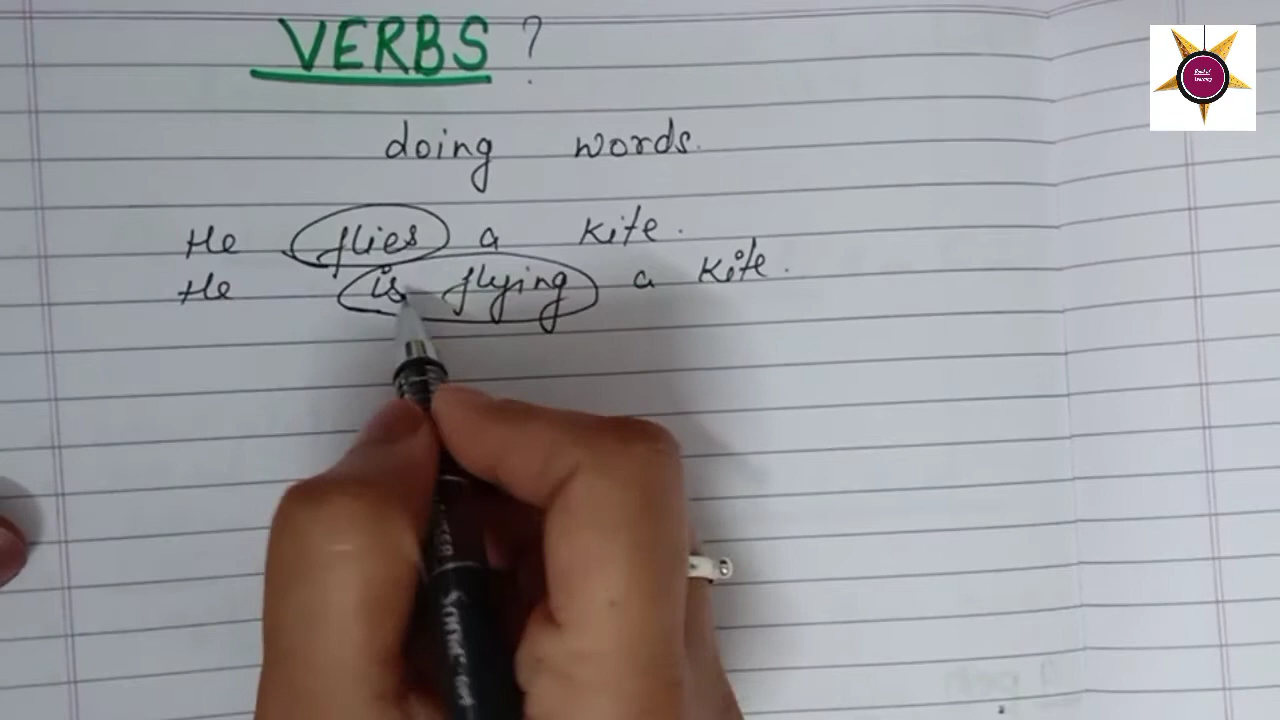 VERBS ?
doing words.
He flies a kite.
He is flying a kite.